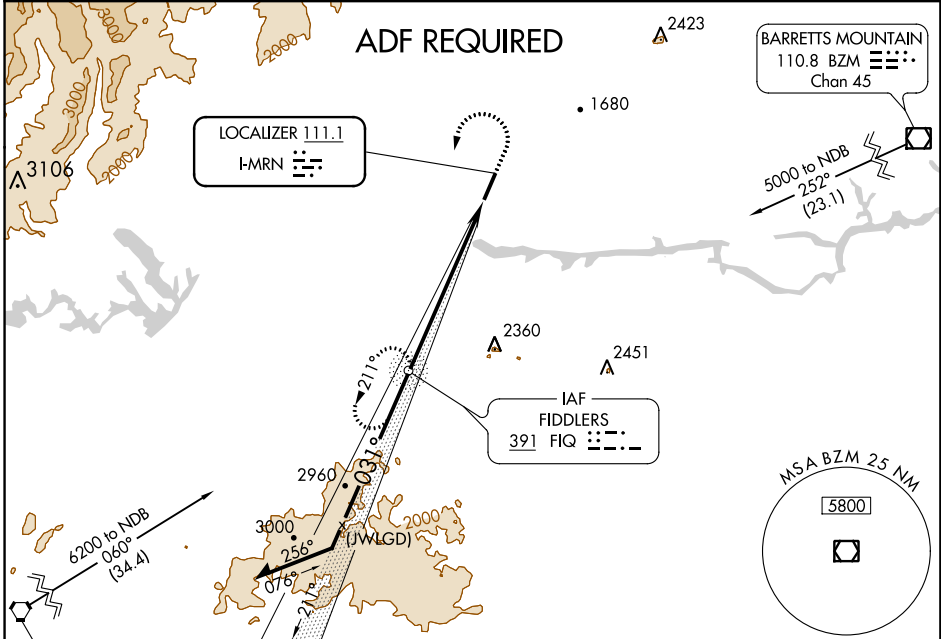 ADF REQUIRED
2423
BARRETTS MOUNTAIN
110.8 BZM
Chan 45
2000
3000
2000
1680
LOCALIZER 111.1
I-MRN
3106
5000 to NDB
252°
(23.1)
2360
2451
211°
IAF
FIDDLERS
391 FIQ
031°
2960
MSA BZM 25 NM
5800
6200 to NDB
060°
(34.4)
3000
2000
(JWLGD)
256°
076°
211°